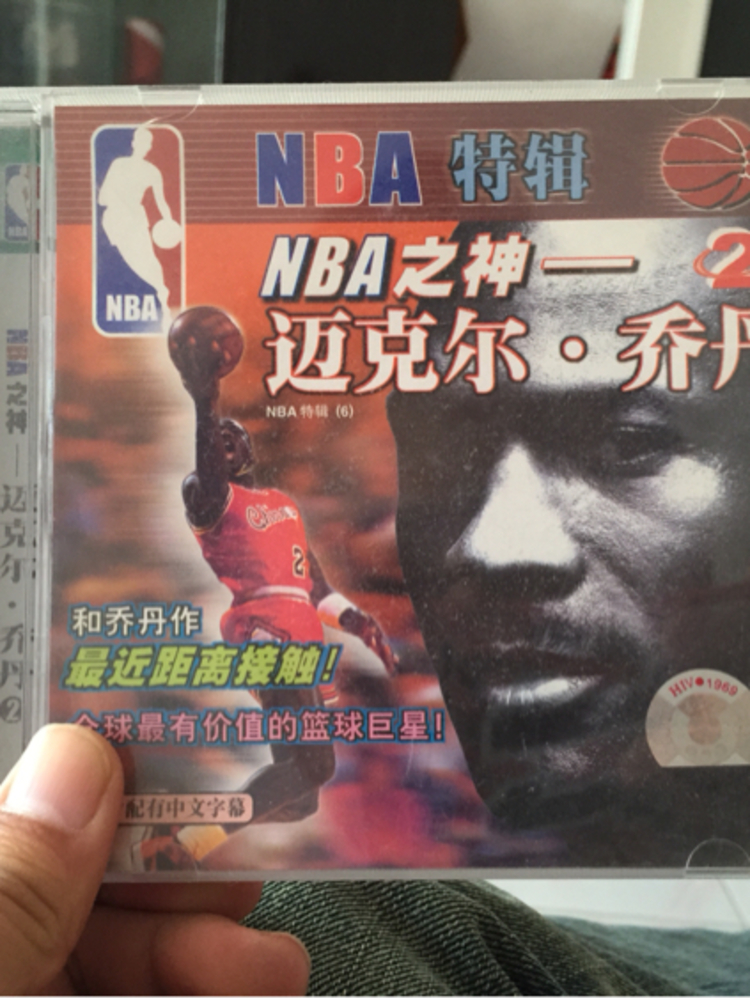 NBA 特辑
NBA
NBA之神— 2
迈克尔·乔丹
NBA 特辑 (6)
2
和乔丹作
最近距离接触!
全球最有价值的篮球巨星!
配有中文字幕
HIV●1969
NBA之神—迈克尔·乔丹②